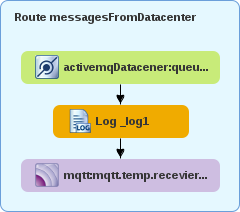 Route messagesFromDatacenter
activemqDatacener:queu...
LOG
Log _log1
mqtt:mqtt.temp.recevier...